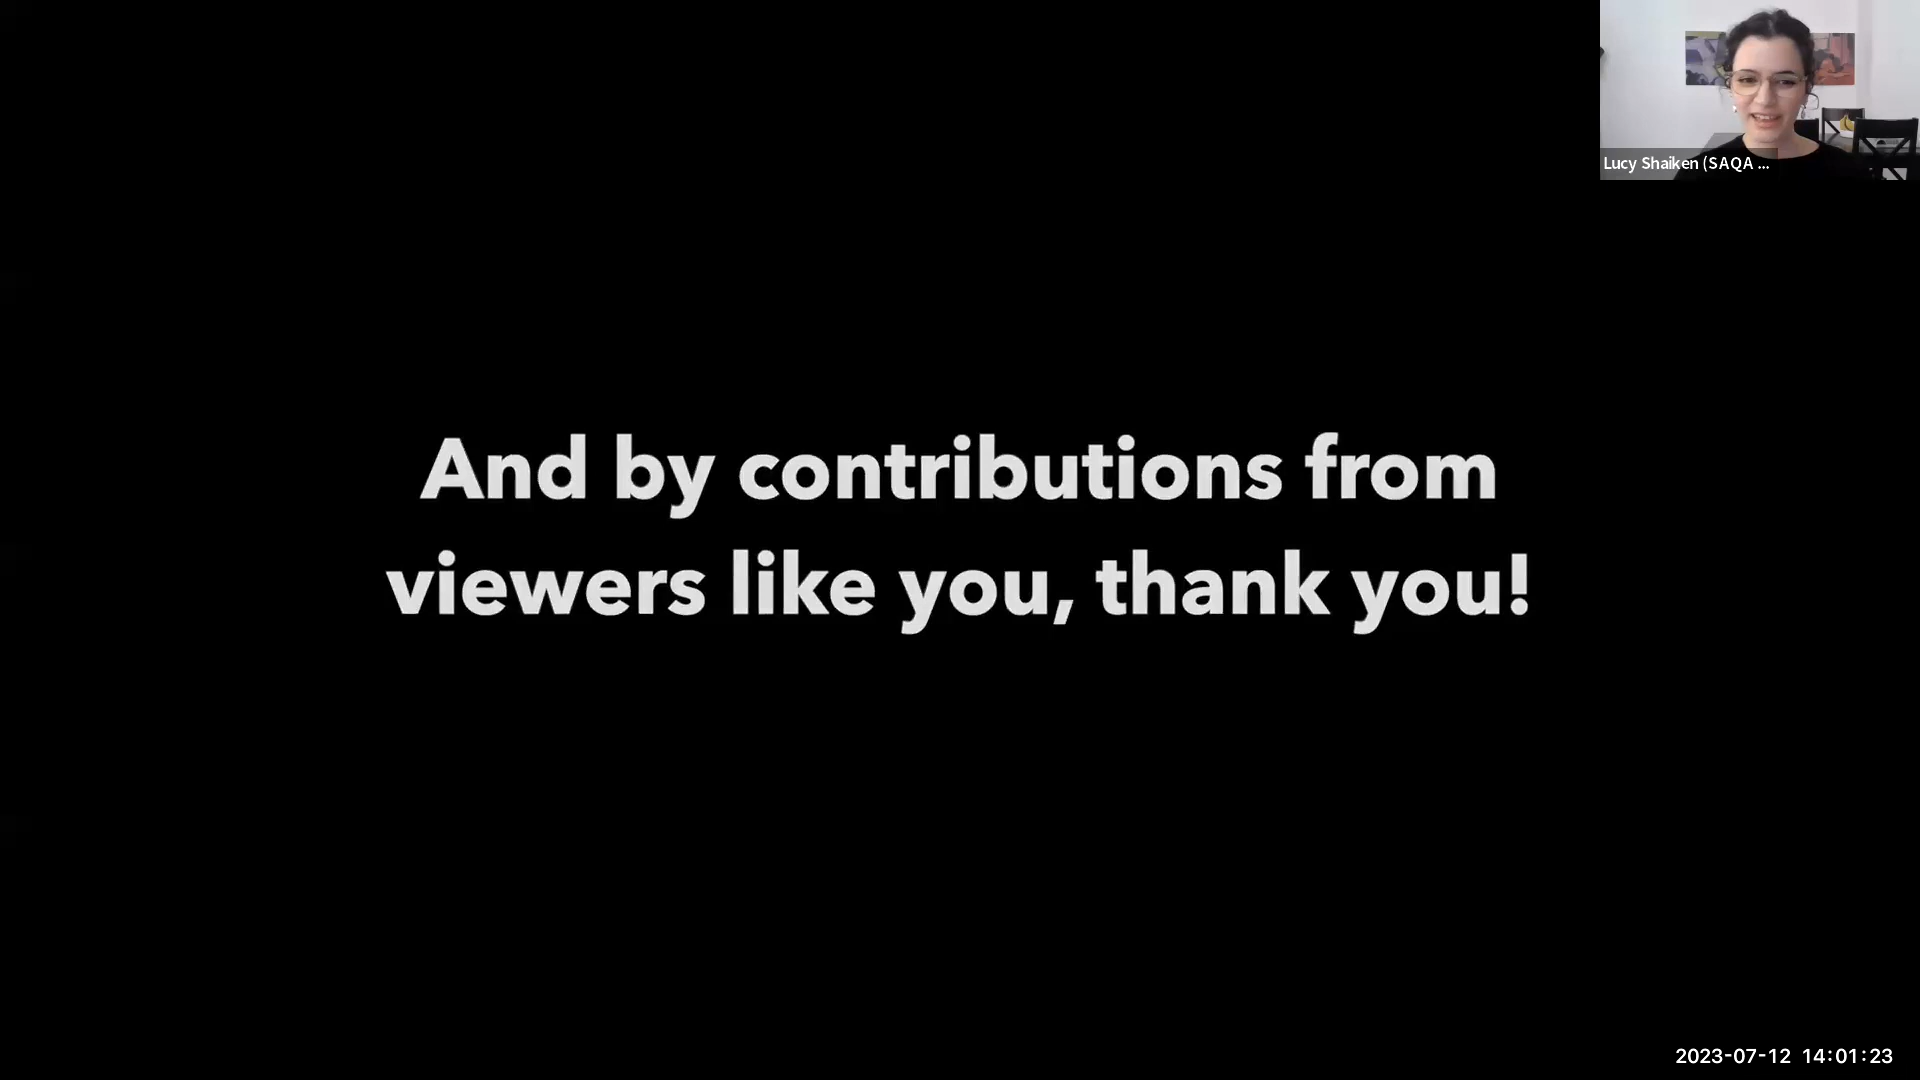 Lucy Shaiken (SAQA ...
And by contributions from
viewers like you, thank you!
2023-07-12 14:01:23